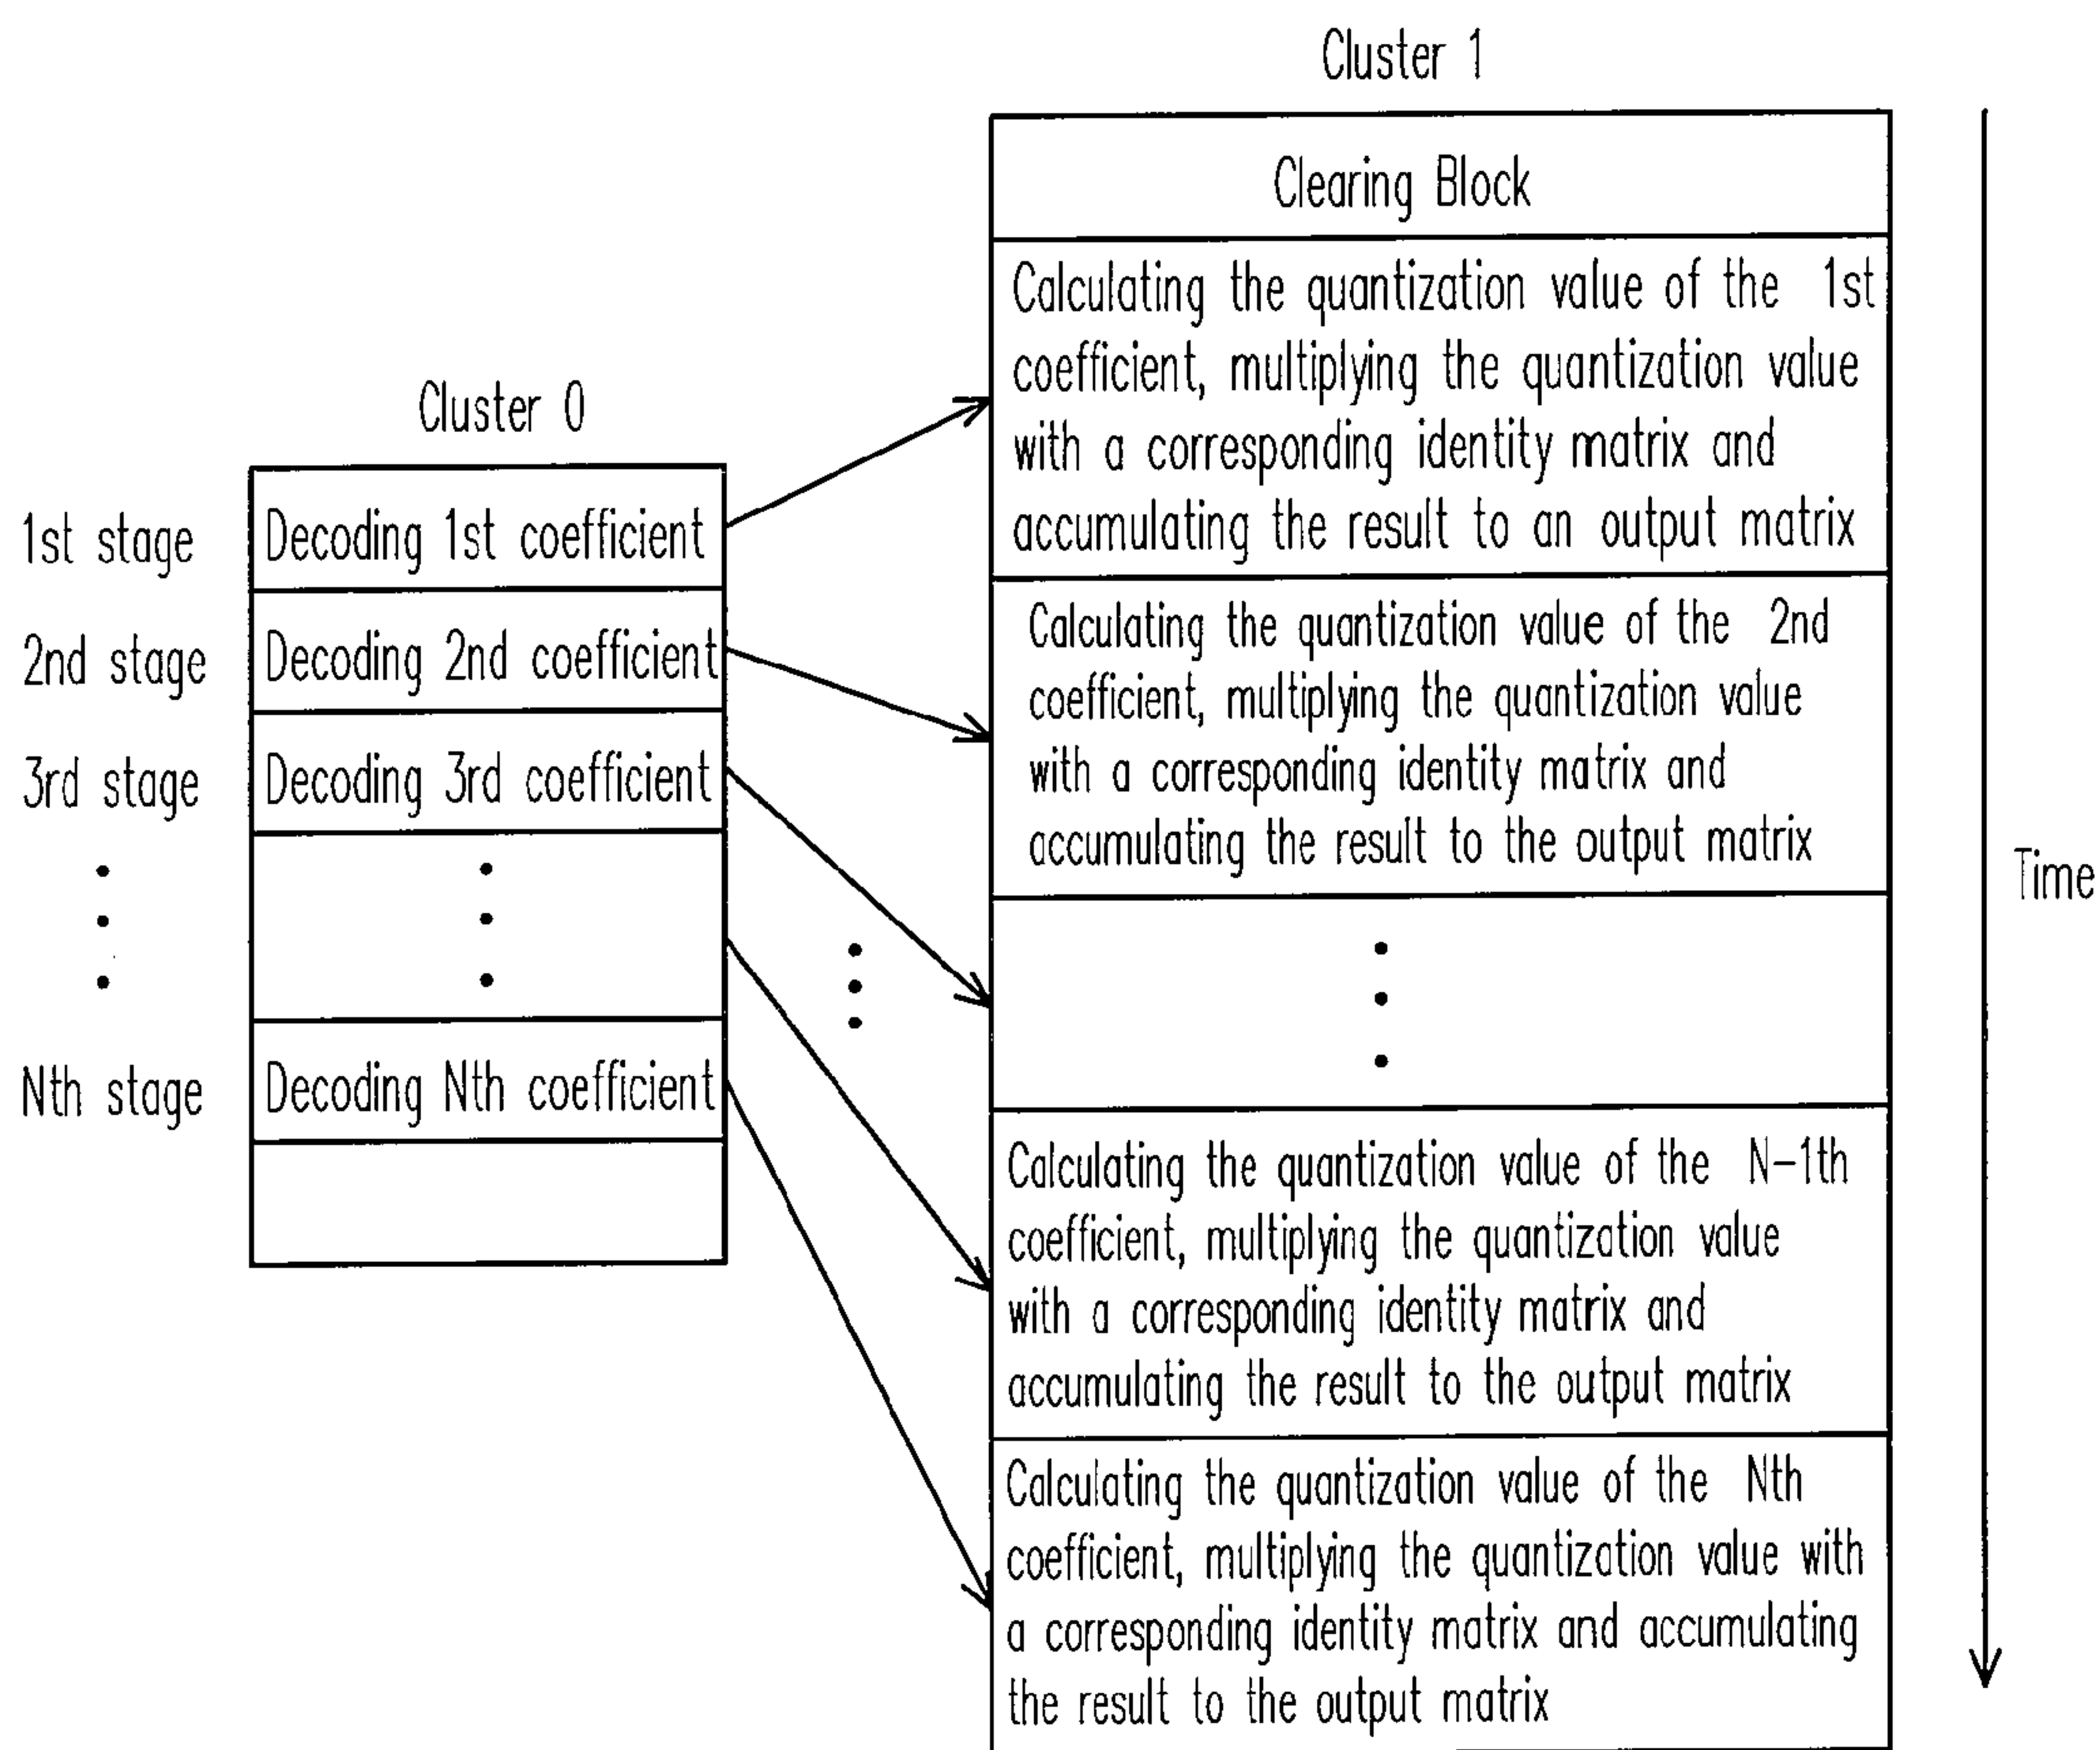 Cluster 1
Clearing Block
Calculating the quantization value of the 1st
coefficient, multiplying the quantization value
with a corresponding identity matrix and
accumulating the result to an output matrix
Cluster 0
1st stage
Decoding 1st coefficient
2nd stage
Decoding 2nd coefficient
3rd stage
Decoding 3rd coefficient
Nth stage
Decoding Nth coefficient
Calculating the quantization value of the 2nd
coefficient, multiplying the quantization value
with a corresponding identity matrix and
accumulating the result to the output matrix
Calculating the quantization value of the N-1th
coefficient, multiplying the quantization value
with a corresponding identity matrix and
accumulating the result to the output matrix
Calculating the quantization value of the Nth
coefficient, multiplying the quantization value with
a corresponding identity matrix and accumulating
the result to the output matrix
Time